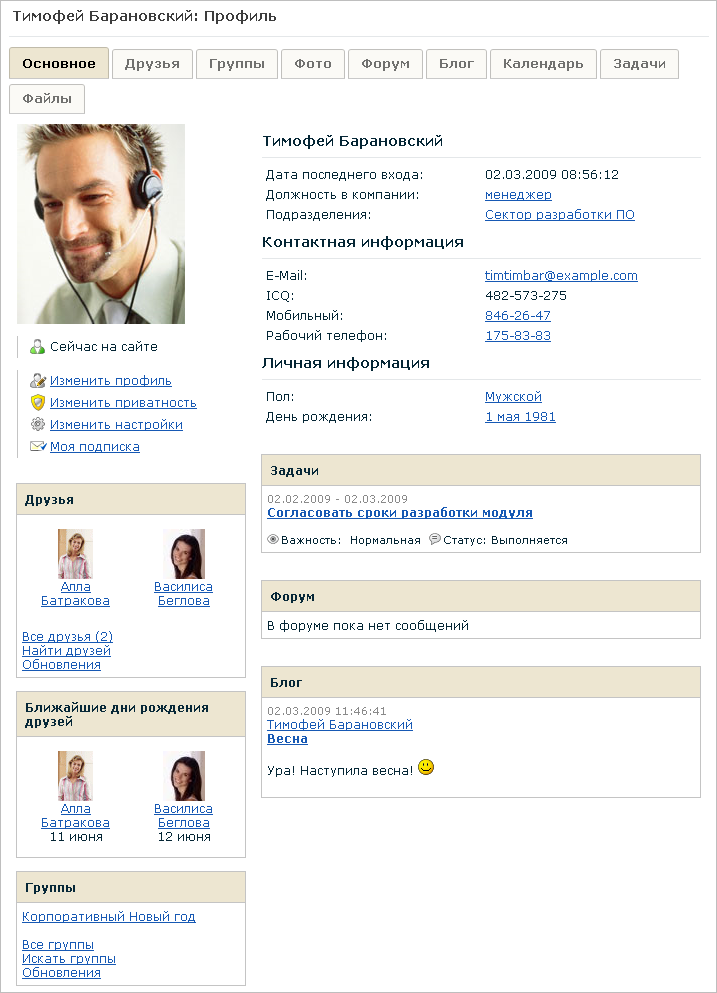 Тимофей Барановский: Профиль
Основное Друзья Группы Фото Форум Блог Календарь Задачи
Файлы
Сейчас на сайте
Изменить профиль
Изменить приватность
Изменить настройки
Моя подписка
Друзья
Алла Василиса
Батракова Беглова
Все друзья (2)
Найти друзей
Обновления
Ближайшие дни рождения
друзей
Алла Василиса
Батракова Беглова
11 июня 12 июня
Группы
Корпоративный Новый год
Все группы
Искать группы
Обновления
Тимофей Барановский
Дата последнего входа: 02.03.2009 08:56:12
Должность в компании: менеджер
Подразделения: Сектор разработки ПО
Контактная информация
E-Mail: timtimbar@example.com
ICQ: 482-573-275
Мобильный: 846-26-47
Рабочий телефон: 175-83-83
Личная информация
Пол: Мужской
День рождения: 1 мая 1981
Задачи
02.02.2009 - 02.03.2009
Согласовать сроки разработки модуля
Важность: Нормальная Статус: Выполняется
Форум
В форуме пока нет сообщений
Блог
02.03.2009 11:46:41
Тимофей Барановский
Весна
Ура! Наступила весна!